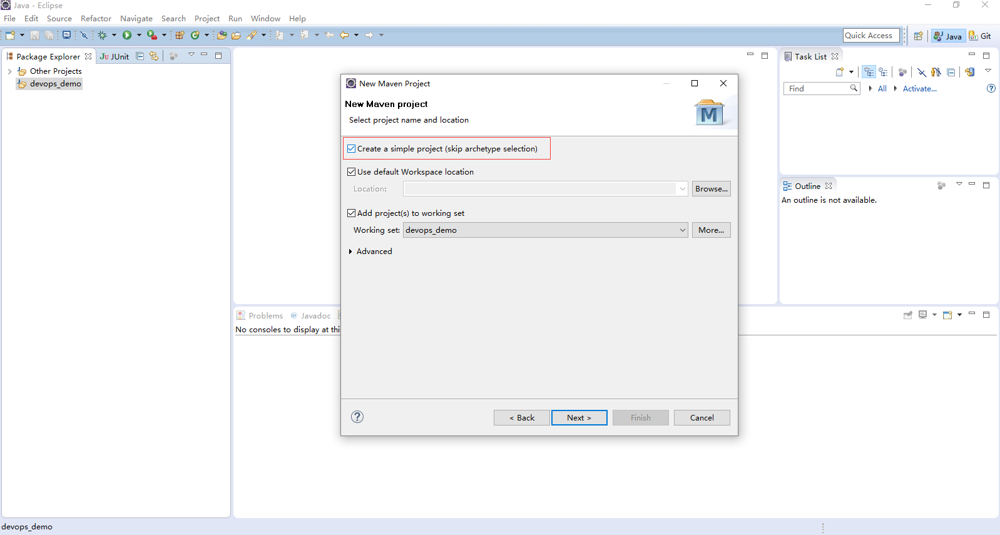 Java - Eclipse
File Edit Source Refactor Navigate Search Project Run Window Help
Quick Access
Java
Git
Package Explorer
JU JUnit
Other Projects
devops_demo
New Maven Project
New Maven project
Select project name and location
M
Create a simple project (skip archetype selection)
Use default Workspace location
Location:
Browse...
Add project(s) to working set
Working set: devops_demo
More...
Advanced
?
< Back
Next >
Finish
Cancel
Task List
Find
All
Activate...
?
Outline
An outline is not available.
Problems
@ Javadoc
No consoles to display at thi
devops_demo